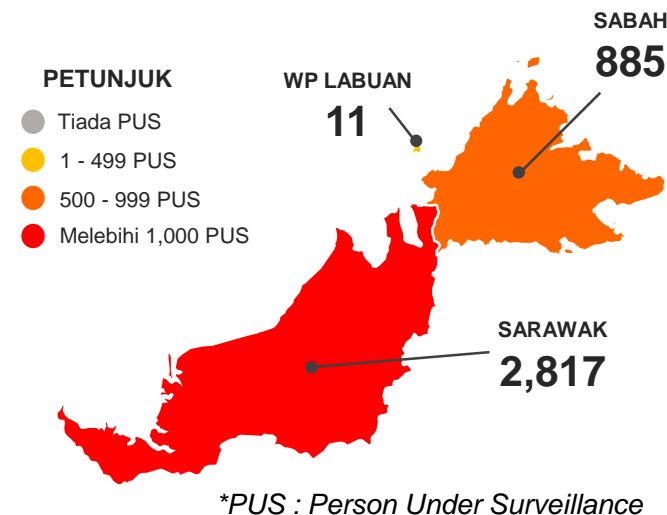 SABAH
885
WP LABUAN
11
PETUNJUK
Tiada PUS
1 - 499 PUS
500 - 999 PUS
Melebihi 1,000 PUS
SARAWAK
2,817
*PUS : Person Under Surveillance